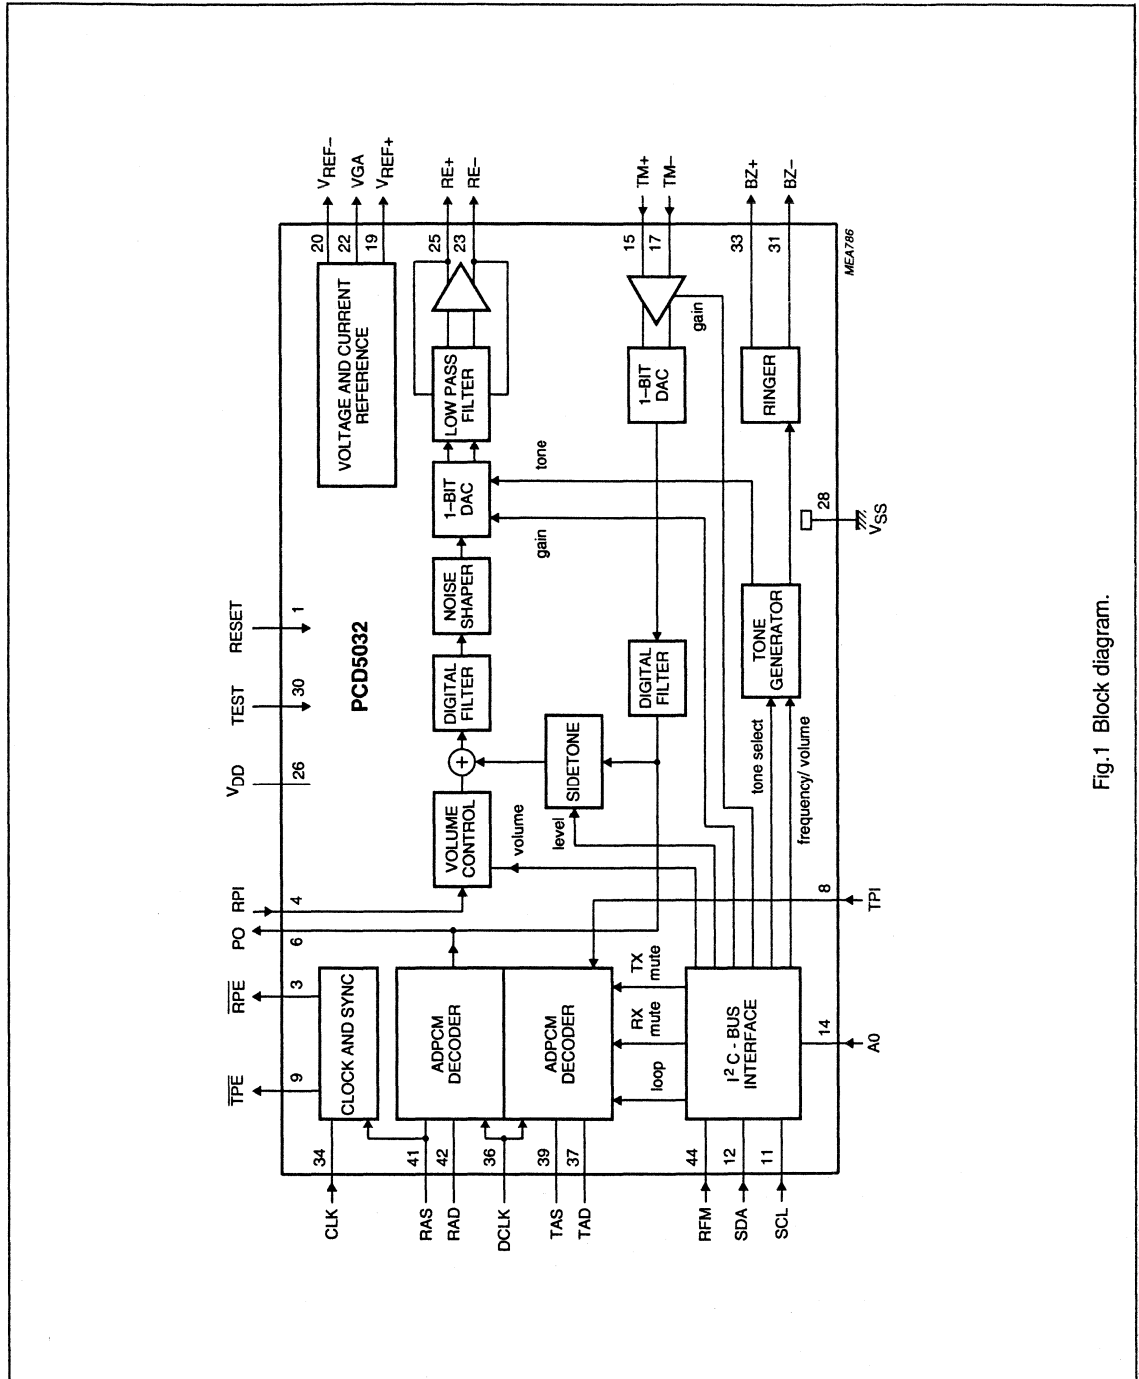 TPE
RPE
PO
RPI
VDD
TEST
RESET
9
3
6
4
26
30
1
PCD5032
CLK
34
RAS
41
RAD
42
DCLK
36
TAS
39
TAD
37
RFM
44
SDA
12
SCL
11
CLOCK AND SYNC
ADPCM
DECODER
ADPCM
DECODER
loop
RX
mute
TX
mute
I²C - BUS
INTERFACE
14
A0
8
TPI
VOLUME
CONTROL
volume
level
+
SIDETONE
DIGITAL
FILTER
NOISE
SHAPER
1–BIT
DAC
gain
tone
LOW PASS
FILTER
VOLTAGE AND CURRENT
REFERENCE
20
VREF–
22
VGA
19
VREF+
25
RE+
23
RE–
DIGITAL
FILTER
1–BIT
DAC
gain
15
TM+
17
TM–
tone select
frequency/ volume
TONE
GENERATOR
RINGER
33
BZ+
31
BZ–
28
VSS
MEA786
Fig.1 Block diagram.